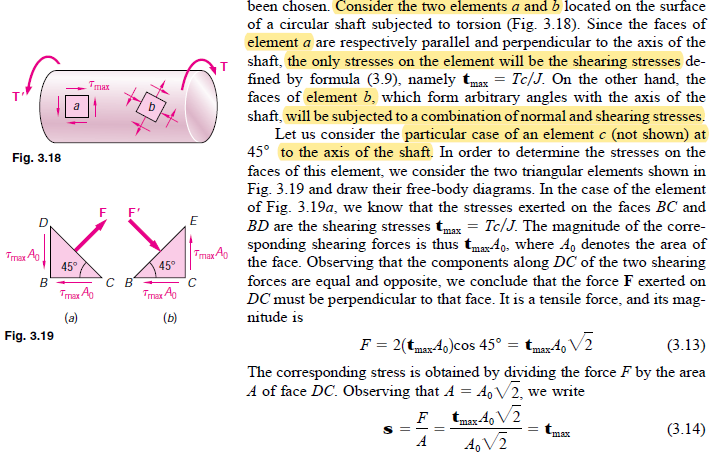 been chosen. Consider the two elements a and b located on the surface
of a circular shaft subjected to torsion (Fig. 3.18). Since the faces of
element a are respectively parallel and perpendicular to the axis of the
shaft, the only stresses on the element will be the shearing stresses de-
fined by formula (3.9), namely tmax = Tc/J. On the other hand, the
faces of element b, which form arbitrary angles with the axis of the
shaft, will be subjected to a combination of normal and shearing stresses.
Let us consider the particular case of an element c (not shown) at
45° to the axis of the shaft. In order to determine the stresses on the
faces of this element, we consider the two triangular elements shown in
Fig. 3.19 and draw their free-body diagrams. In the case of the element
of Fig. 3.19a, we know that the stresses exerted on the faces BC and
BD are the shearing stresses tmax = Tc/J. The magnitude of the corre-
sponding shearing forces is thus tmaxA0, where A0 denotes the area of
the face. Observing that the components along DC of the two shearing
forces are equal and opposite, we conclude that the force F exerted on
DC must be perpendicular to that face. It is a tensile force, and its mag-
nitude is
F = 2(tmaxA0)cos 45° = tmaxA0√2 (3.13)
The corresponding stress is obtained by dividing the force F by the area
A of face DC. Observing that A = A0√2, we write
s = F/A = tmaxA0√2/A0√2 = tmax (3.14)
T
T'
τmax
a
b
Fig. 3.18
D
F
F'
E
τmax A0
45°
45°
τmax A0
B
C
B
C
τmax A0
τmax A0
(a)
(b)
Fig. 3.19